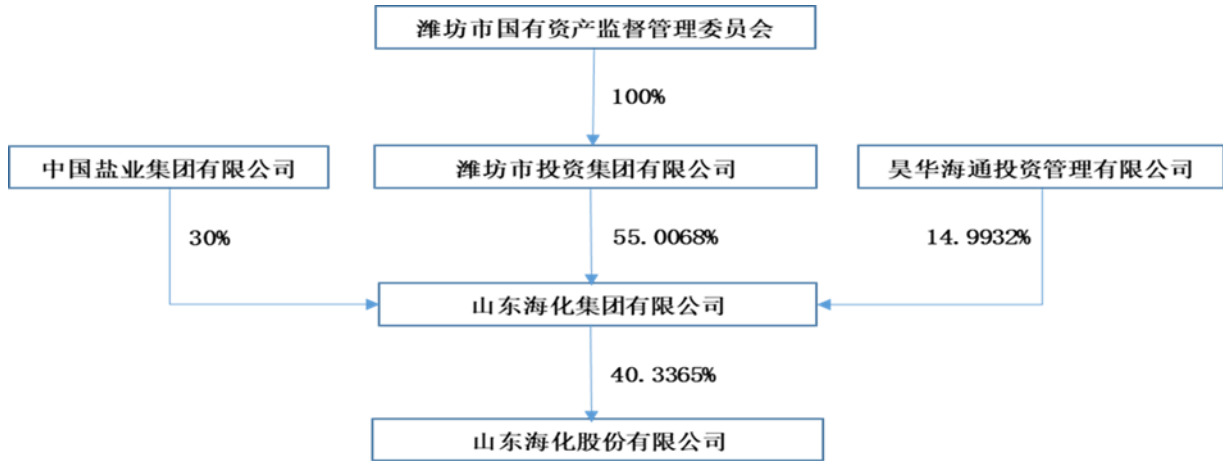 潍坊市国有资产监督管理委员会
100%
中国盐业集团有限公司
潍坊市投资集团有限公司
昊华海通投资管理有限公司
30%
55.0068%
14.9932%
山东海化集团有限公司
40.3365%
山东海化股份有限公司